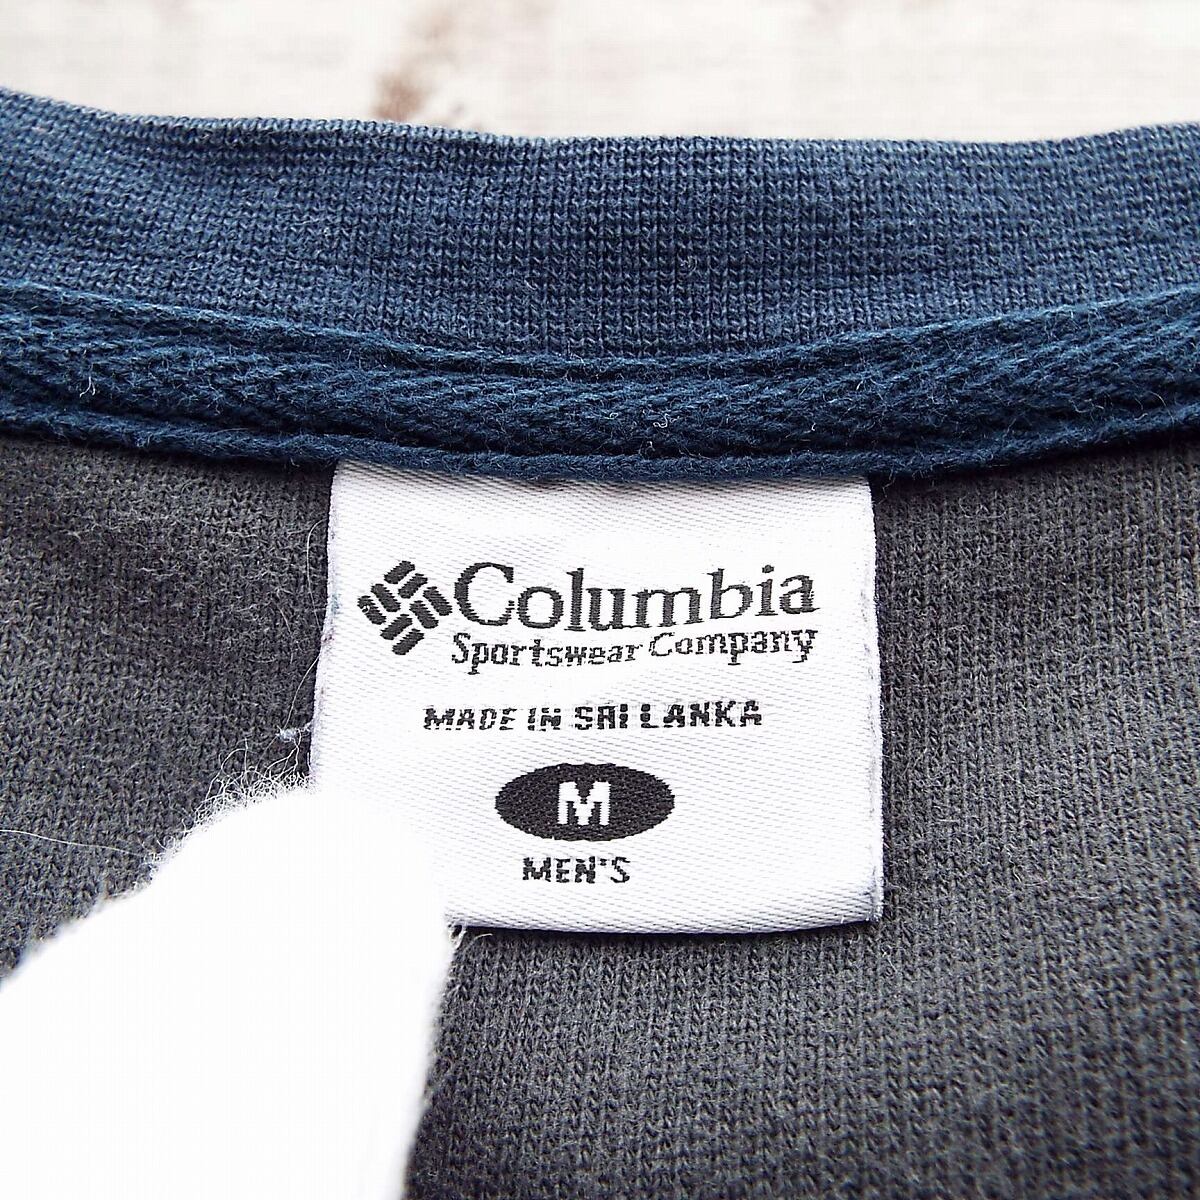 Columbia
Sportswear Company
MADE IN SRI LANKA
M
MEN'S